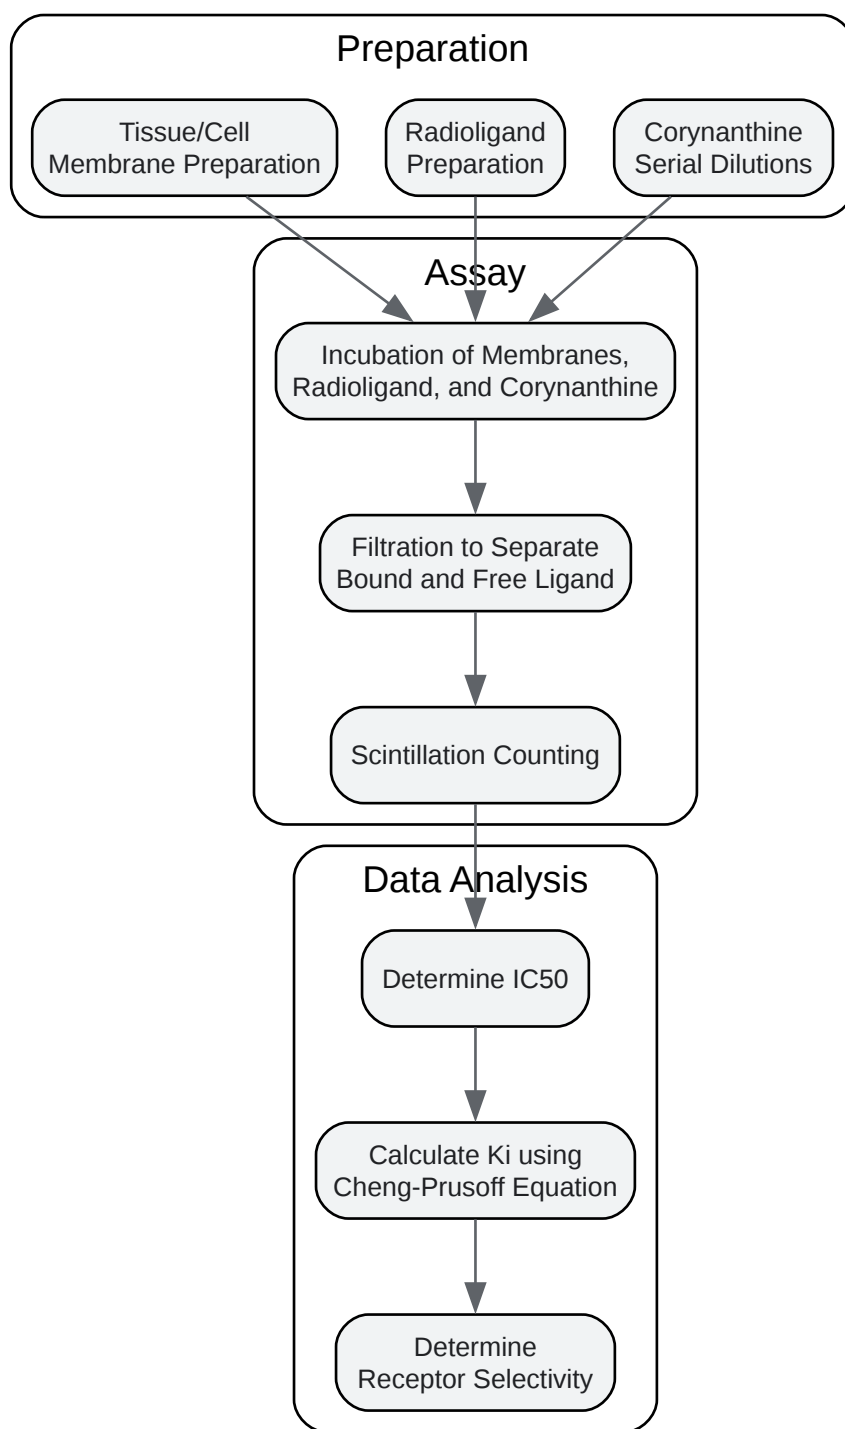 Preparation
Tissue/Cell
Membrane Preparation
Radioligand
Preparation
Corynanthine
Serial Dilutions
Assay
Incubation of Membranes,
Radioligand, and Corynanthine
Filtration to Separate
Bound and Free Ligand
Scintillation Counting
Data Analysis
Determine IC50
Calculate Ki using
Cheng-Prusoff Equation
Determine
Receptor Selectivity